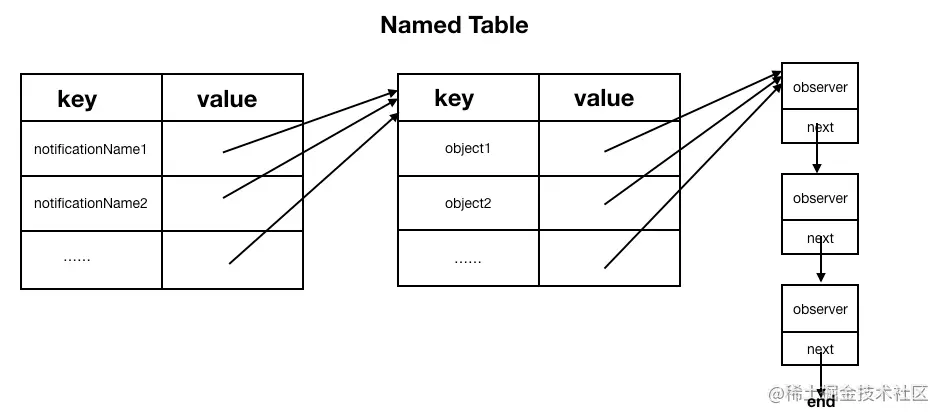 Named Table
key value
notificationName1
notificationName2
......
key value
object1
object2
......
observer
next
observer
next
observer
next
end
@稀土掘金技术社区